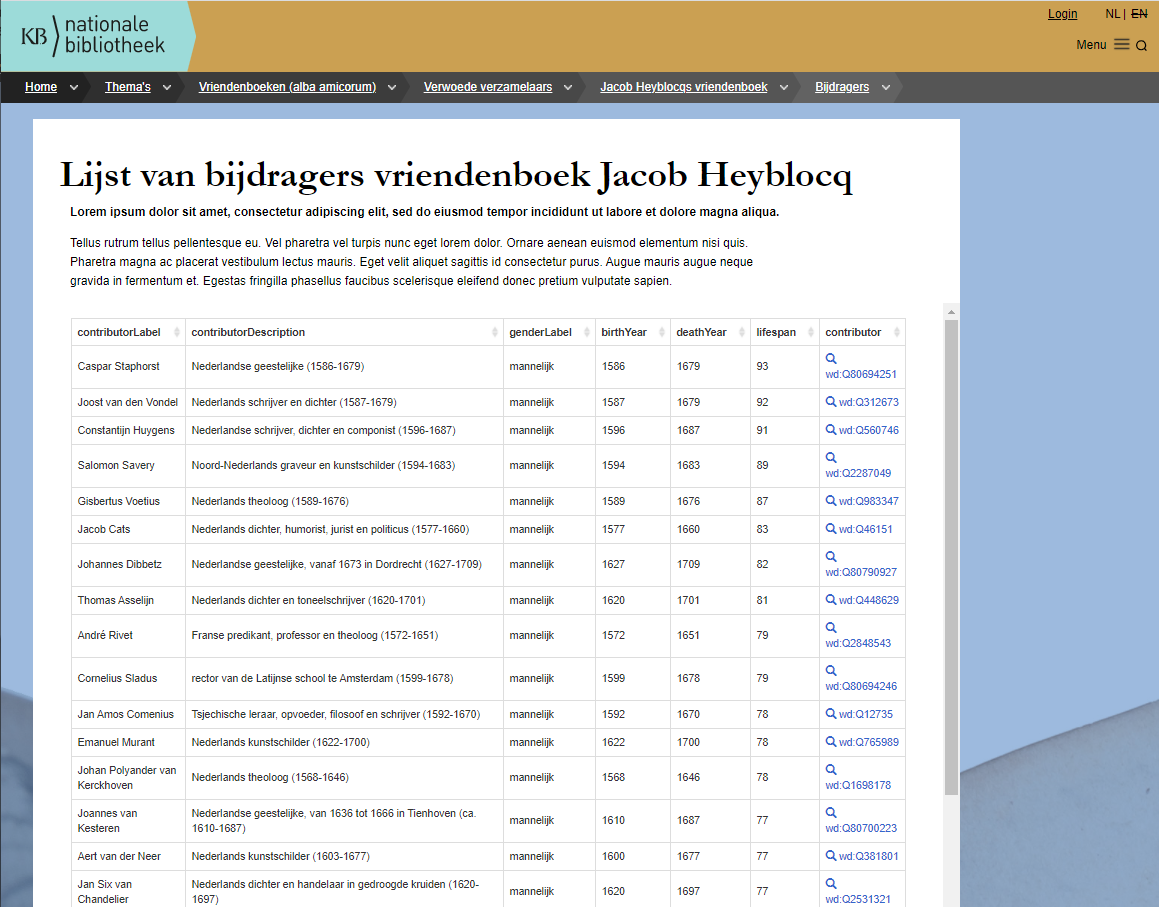 KB nationale
bibliotheek
Login NL | EN
Menu
Home Thema's Vriendenboeken (alba amicorum) Verwoede verzamelaars Jacob Heyblocqs vriendenboek Bijdragers
Lijst van bijdragers vriendenboek Jacob Heyblocq
Lorem ipsum dolor sit amet, consectetur adipiscing elit, sed do eiusmod tempor incididunt ut labore et dolore magna aliqua.
Tellus rutrum tellus pellentesque eu. Vel pharetra vel turpis nunc eget lorem dolor. Ornare aenean euismod elementum nisi quis.
Pharetra magna ac placerat vestibulum lectus mauris. Eget velit aliquet sagittis id consectetur purus. Augue mauris augue neque
gravida in fermentum et. Egestas fringilla phasellus faucibus scelerisque eleifend donec pretium vulputate sapien.
contributorLabel contributorDescription genderLabel birthYear deathYear lifespan contributor
Caspar Staphorst Nederlandse geestelijke (1586-1679) mannelijk 1586 1679 93 wd:Q80694251
Joost van den Vondel Nederlands schrijver en dichter (1587-1679) mannelijk 1587 1679 92 wd:Q312673
Constantijn Huygens Nederlandse schrijver, dichter en componist (1596-1687) mannelijk 1596 1687 91 wd:Q560746
Salomon Savery Noord-Nederlands graveur en kunstschilder (1594-1683) mannelijk 1594 1683 89 wd:Q2287049
Gisbertus Voetius Nederlands theoloog (1589-1676) mannelijk 1589 1676 87 wd:Q983347
Jacob Cats Nederlands dichter, humorist, jurist en politicus (1577-1660) mannelijk 1577 1660 83 wd:Q46151
Johannes Dibbetz Nederlandse geestelijke, vanaf 1673 in Dordrecht (1627-1709) mannelijk 1627 1709 82 wd:Q80790927
Thomas Asselijn Nederlands dichter en toneelschrijver (1620-1701) mannelijk 1620 1701 81 wd:Q448629
André Rivet Franse predikant, professor en theoloog (1572-1651) mannelijk 1572 1651 79 wd:Q2848543
Cornelius Sladus rector van de Latijnse school te Amsterdam (1599-1678) mannelijk 1599 1678 79 wd:Q80694246
Jan Amos Comenius Tsjechische leraar, opvoeder, filosoof en schrijver (1592-1670) mannelijk 1592 1670 78 wd:Q12735
Emanuel Murant Nederlands kunstschilder (1622-1700) mannelijk 1622 1700 78 wd:Q765989
Johan Polyander van
Kerckhoven Nederlands theoloog (1568-1646) mannelijk 1568 1646 78 wd:Q1698178
Joannes van
Kesteren Nederlandse geestelijke, van 1636 tot 1666 in Tienhoven (ca.
1610-1687) mannelijk 1610 1687 77 wd:Q80700223
Aert van der Neer Nederlands kunstschilder (1603-1677) mannelijk 1600 1677 77 wd:Q381801
Jan Six van
Chandelier Nederlands dichter en handelaar in gedroogde kruiden (1620-
1697) mannelijk 1620 1697 77 wd:Q2531321